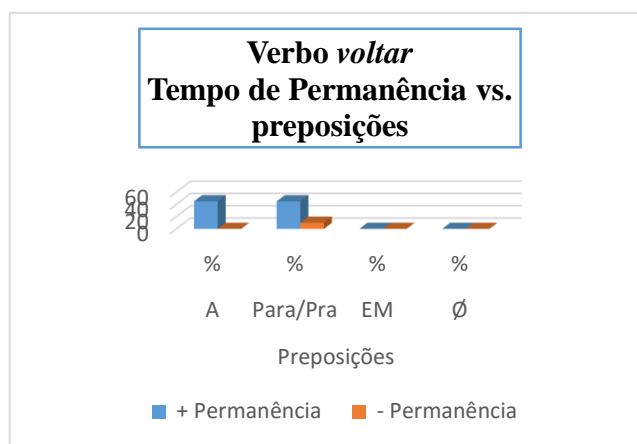 Verbo voltar
Tempo de Permanência vs.
preposições
60
40
20
0
% % % %
A Para/Pra EM Ø
Preposições
+ Permanência - Permanência